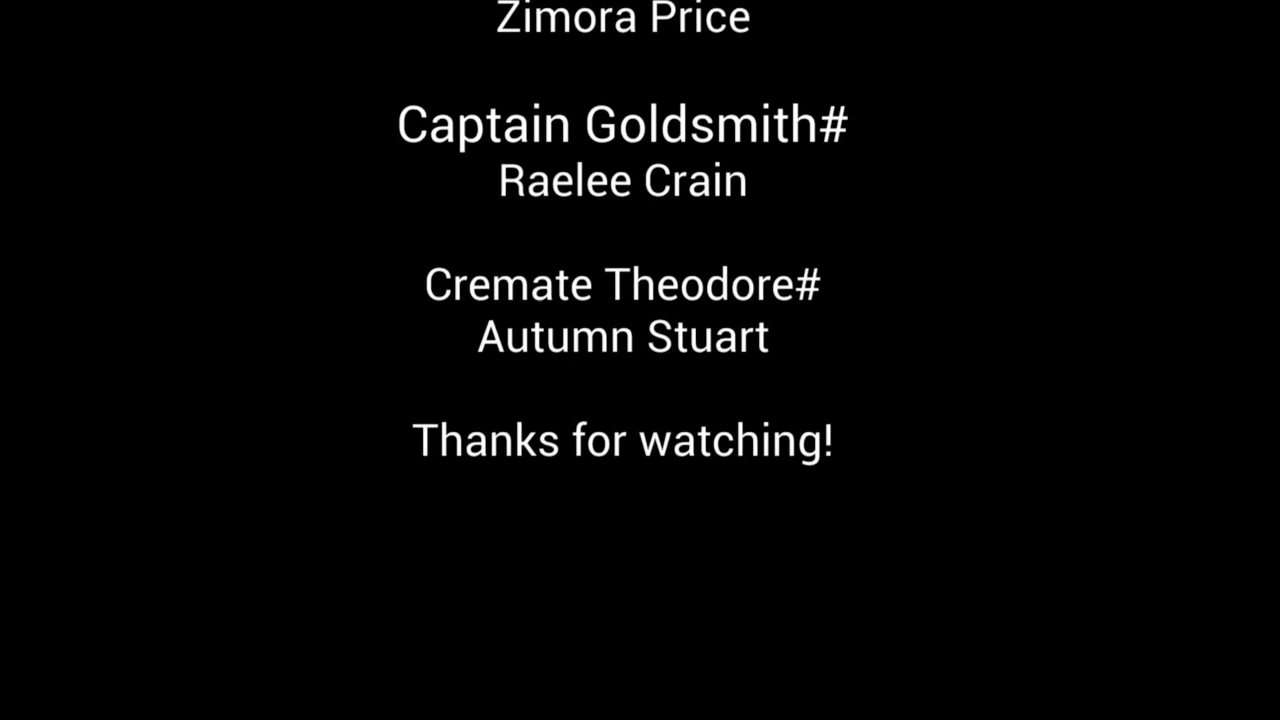 Zimora Price
Captain Goldsmith#
Raelee Crain
Cremate Theodore#
Autumn Stuart
Thanks for watching!